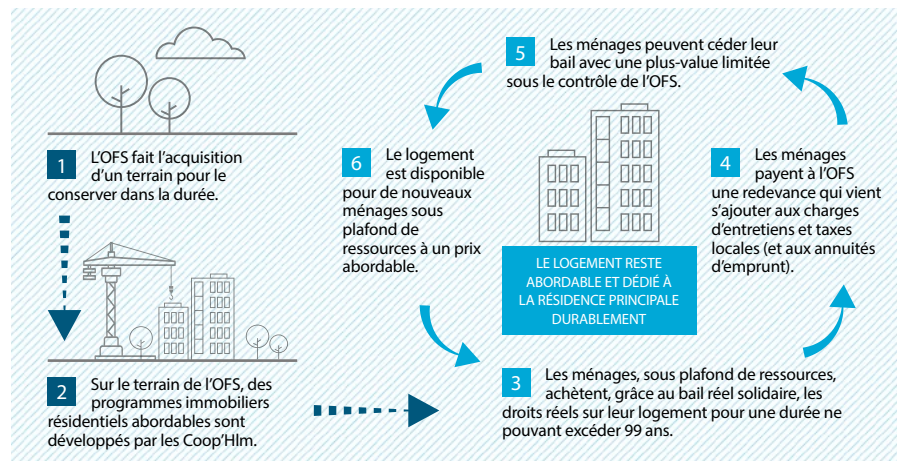 1 L'OFS fait l'acquisition
d'un terrain pour le
conserver dans la durée.
2 Sur le terrain de l'OFS, des
programmes immobiliers
résidentiels abordables sont
développés par les Coop'Hlm.
3 Les ménages, sous plafond de ressources,
achètent, grâce au bail réel solidaire, les
droits réels sur leur logement pour une durée ne
pouvant excéder 99 ans.
4 Les ménages
payent à l'OFS
une redevance qui vient
s'ajouter aux charges
d'entretiens et taxes
locales (et aux annuités
d'emprunt).
5 Les ménages peuvent céder leur
bail avec une plus-value limitée
sous le contrôle de l'OFS.
6 Le logement
est disponible
pour de nouveaux
ménages sous
plafond de
ressources à un prix
abordable.
LE LOGEMENT RESTE
ABORDABLE ET DÉDIÉ À
LA RÉSIDENCE PRINCIPALE
DURABLEMENT